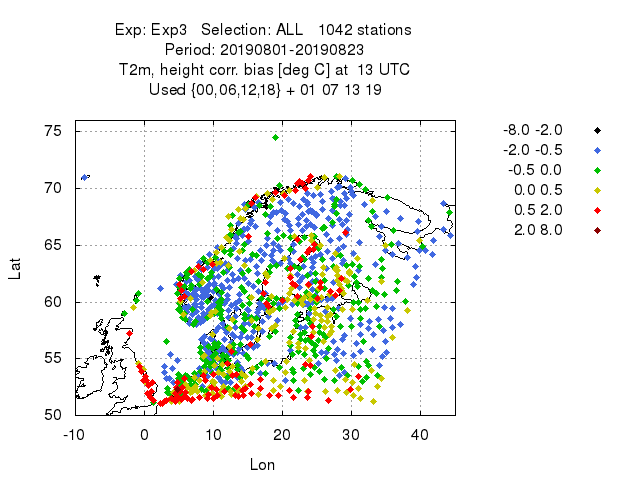 Exp: Exp3 Selection: ALL 1042 stations
Period: 20190801-20190823
T2m, height corr. bias [deg C] at 13 UTC
Used {00,06,12,18} + 01 07 13 19
-8.0 -2.0
-2.0 -0.5
-0.5 0.0
0.0 0.5
0.5 2.0
2.0 8.0
75
70
65
60
55
50
Lat
-10 0 10 20 30 40
Lon